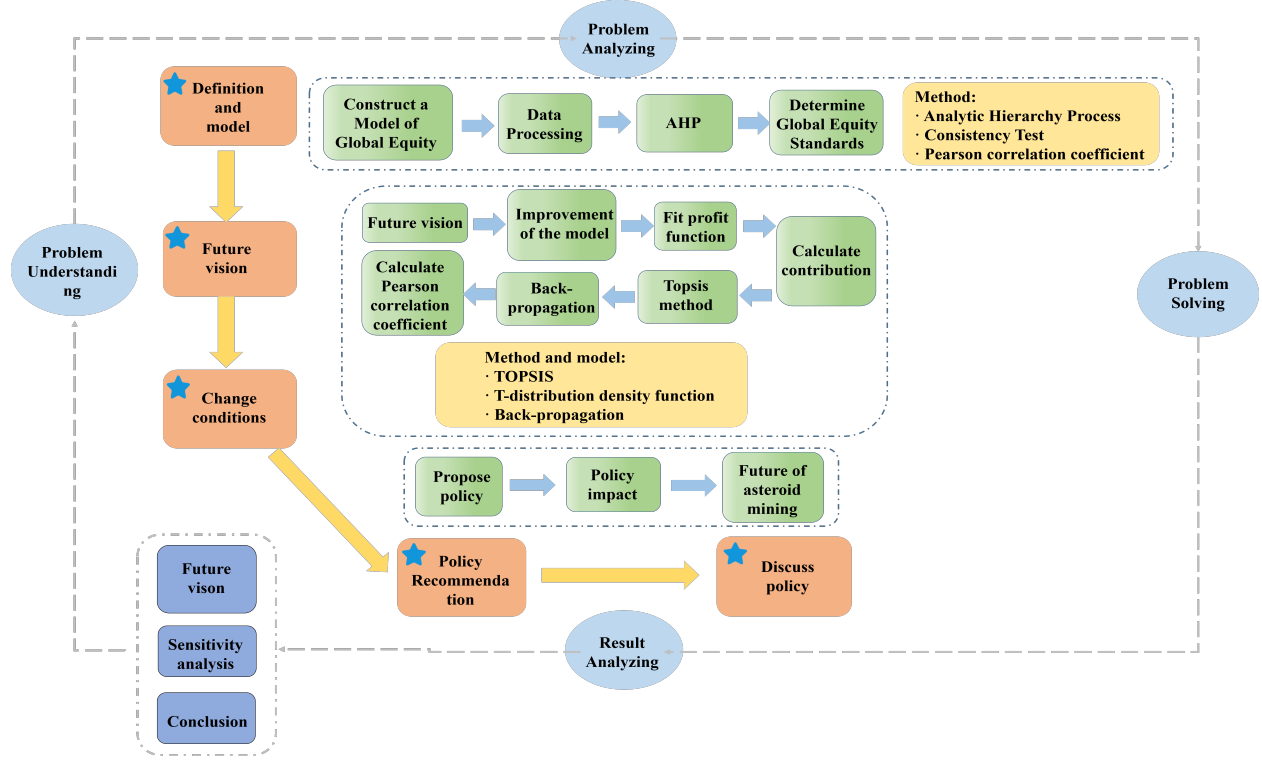 Problem
Analyzing
Definition
and
model
Construct a
Model of
Global Equity
Data
Processing
AHP
Determine
Global Equity
Standards
Method:
· Analytic Hierarchy Process
· Consistency Test
· Pearson correlation coefficient
Problem
Understandi
ng
Future
vision
Future vision
Improvement
of the model
Fit profit
function
Calculate
contribution
Calculate
Pearson
correlation
coefficient
Back-
propagation
Topsis
method
Problem
Solving
Method and model:
· TOPSIS
· T-distribution density function
· Back-propagation
Change
conditions
Propose
policy
Policy
impact
Future of
asteroid
mining
Policy
Recommenda
tion
Discuss
policy
Future
vison
Sensitivity
analysis
Conclusion
Result
Analyzing